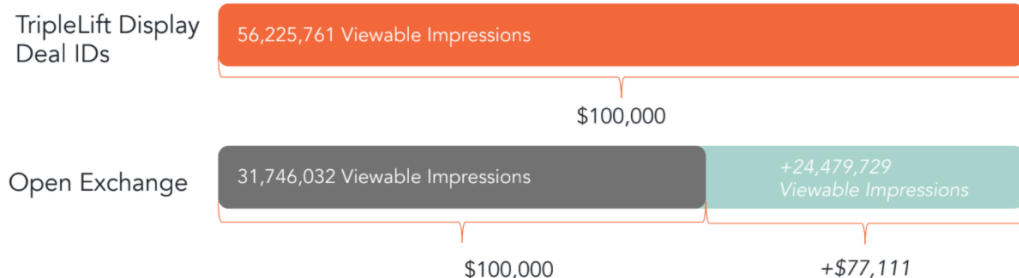 TripleLift Display
Deal IDs
56,225,761 Viewable Impressions
$100,000
Open Exchange
31,746,032 Viewable Impressions
+24,479,729
Viewable Impressions
$100,000
+$77,111